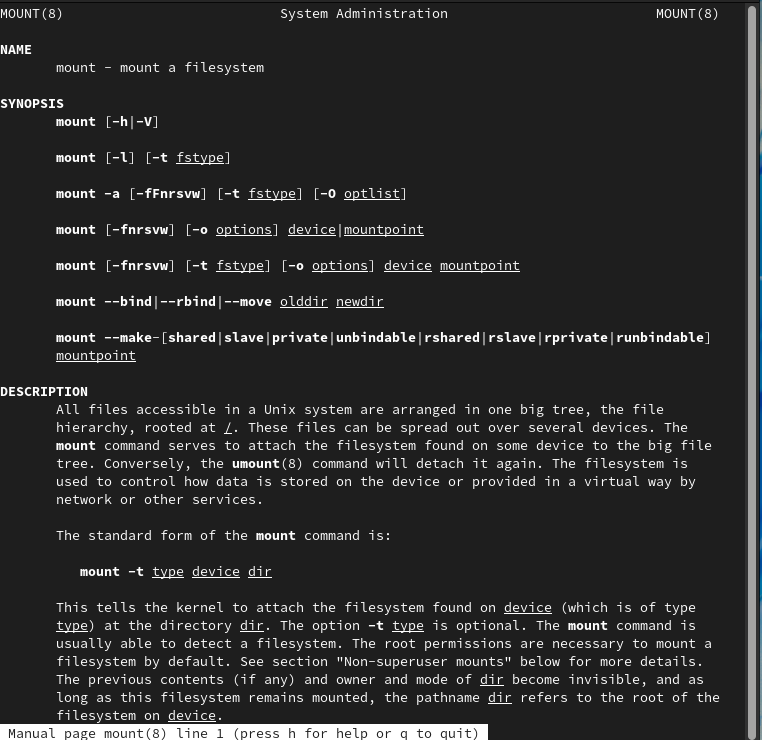 MOUNT(8) System Administration MOUNT(8)
NAME
mount - mount a filesystem
SYNOPSIS
mount [-h|-V]
mount [-l] [-t fstype]
mount -a [-fFnrsvw] [-t fstype] [-O optlist]
mount [-fnrsvw] [-o options] device|mountpoint
mount [-fnrsvw] [-t fstype] [-o options] device mountpoint
mount --bind|--rbind|--move olddir newdir
mount --make-[shared|slave|private|unbindable|rshared|rslave|rprivate|runbindable]
mountpoint
DESCRIPTION
All files accessible in a Unix system are arranged in one big tree, the file
hierarchy, rooted at /. These files can be spread out over several devices. The
mount command serves to attach the filesystem found on some device to the big file
tree. Conversely, the umount(8) command will detach it again. The filesystem is
used to control how data is stored on the device or provided in a virtual way by
network or other services.
The standard form of the mount command is:
mount -t type device dir
This tells the kernel to attach the filesystem found on device (which is of type
type) at the directory dir. The option -t type is optional. The mount command is
usually able to detect a filesystem. The root permissions are necessary to mount a
filesystem by default. See section "Non-superuser mounts" below for more details.
The previous contents (if any) and owner and mode of dir become invisible, and as
long as this filesystem remains mounted, the pathname dir refers to the root of the
filesystem on device.
Manual page mount(8) line 1 (press h for help or q to quit)